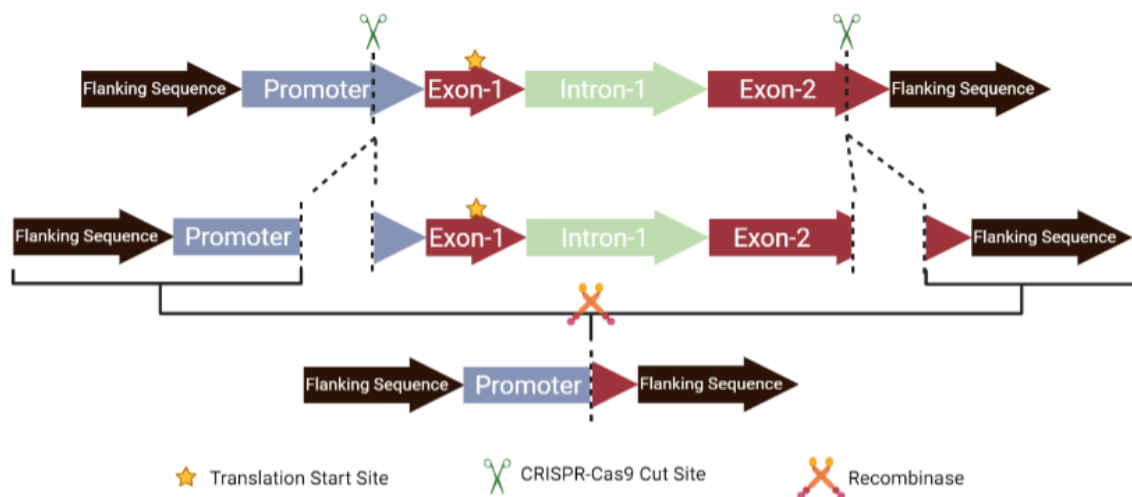 Flanking Sequence Promoter Exon-1 Intron-1 Exon-2 Flanking Sequence
Flanking Sequence Promoter Exon-1 Intron-1 Exon-2 Flanking Sequence
Flanking Sequence Promoter Flanking Sequence
Translation Start Site CRISPR-Cas9 Cut Site Recombinase